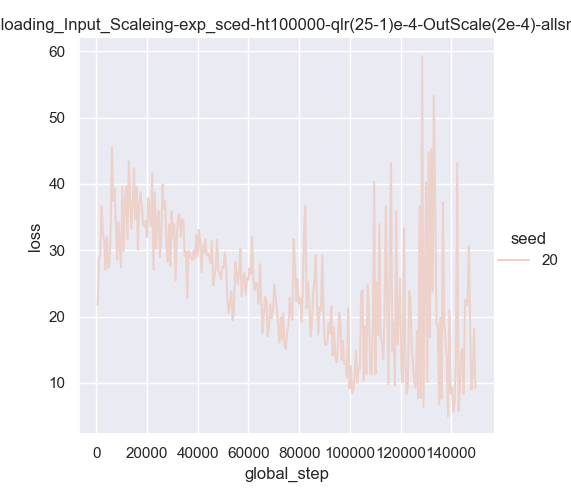 loading_Input_Scaleing-exp_sced-ht100000-qlr(25-1)e-4-OutScale(2e-4)-allsr
60
50
40
30
20
10
loss
0 20000 40000 60000 80000 100000 120000 140000
global_step
seed
20